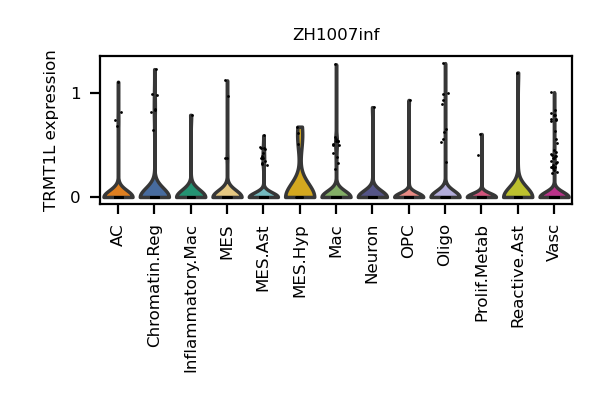 ZH1007inf
TRMT1L expression
1
0
AC
Chromatin.Reg
Inflammatory.Mac
MES
MES.Ast
MES.Hyp
Mac
Neuron
OPC
Oligo
Prolif.Metab
Reactive.Ast
Vasc